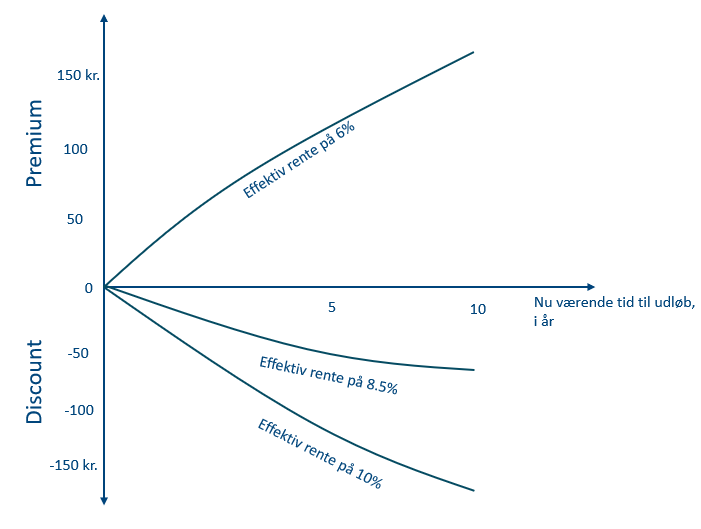 Premium
150 kr.
100
50
0
Effektiv rente på 6%
5
10
Nu værende tid til udløb,
i år
Discount
-50
-100
-150 kr.
Effektiv rente på 8.5%
Effektiv rente på 10%